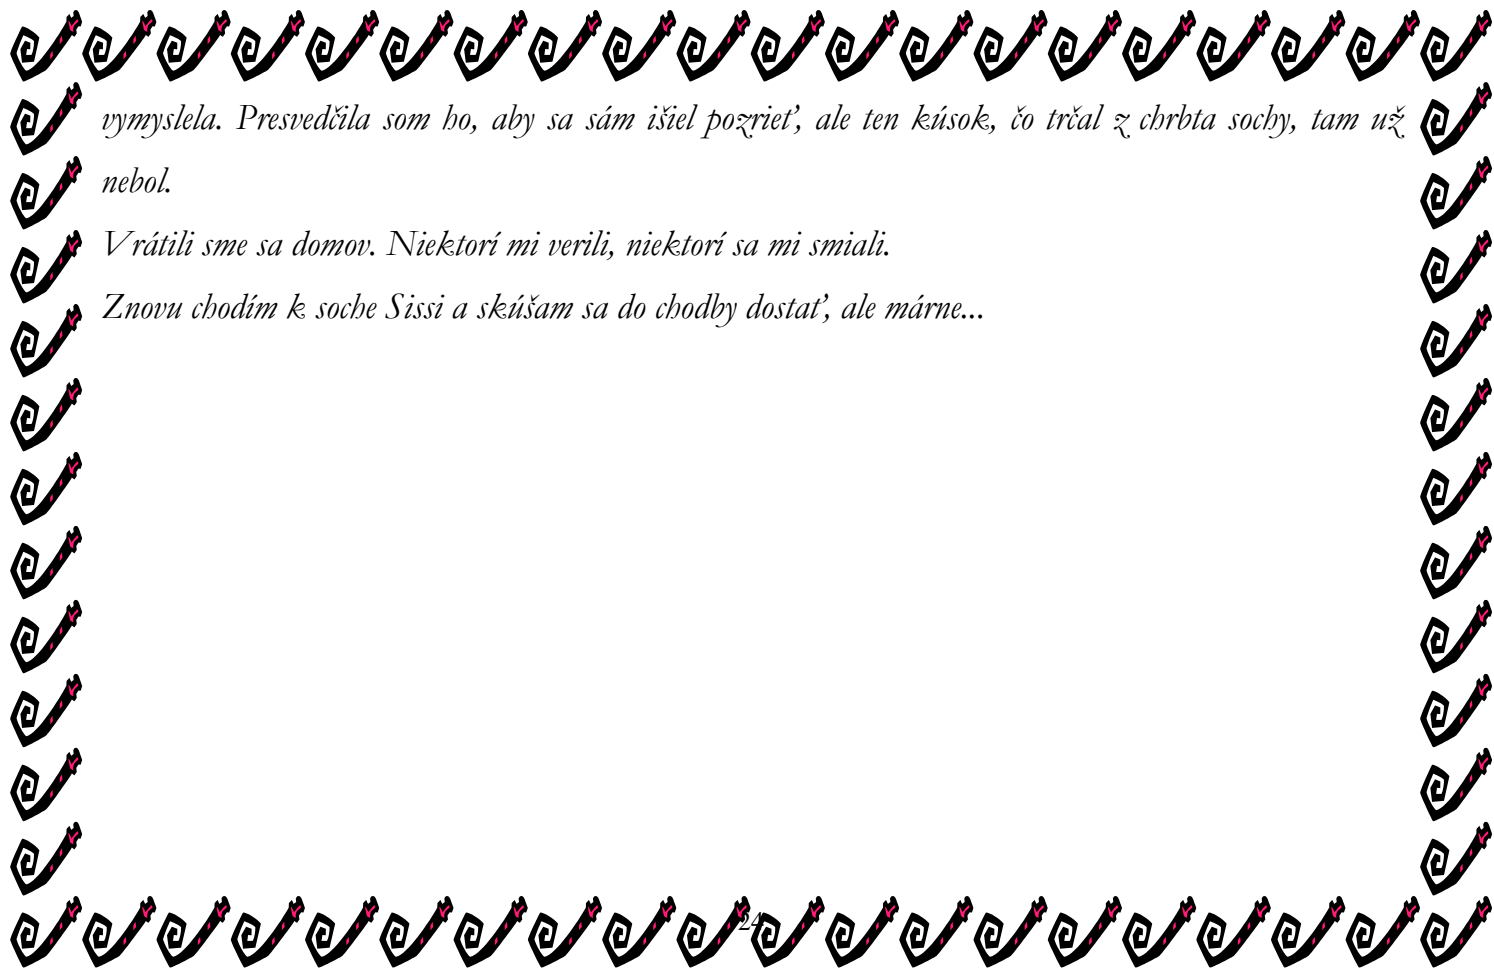 vymyslela. Presvedčila som ho, aby sa sám išiel pozrieť, ale ten kúsok, čo trčal z chrbta sochy, tam už
nebol.
Vrátili sme sa domov. Niektorí mi verili, niektorí sa mi smiali.
Znovu chodím k soche Sissi a skúšam sa do chodby dostať, ale márne...
24